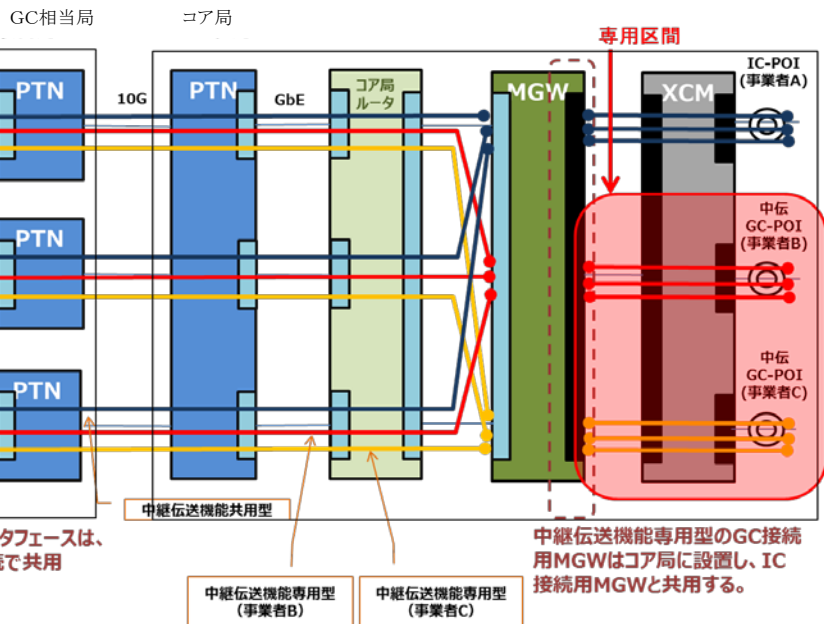 GC相当局
コア局
専用区間
IC-POI
(事業者A)
PTN
10G
PTN
GbE
コア局
ルータ
MGW
XCM
中伝
GC-POI
(事業者B)
PTN
中伝
GC-POI
(事業者C)
PTN
中継伝送機能共用型
タフェースは、
続で共用
中継伝送機能専用型のGC接続
用MGWはコア局に設置し、IC
接続用MGWと共用する。
中継伝送機能専用型
（事業者B）
中継伝送機能専用型
（事業者C）